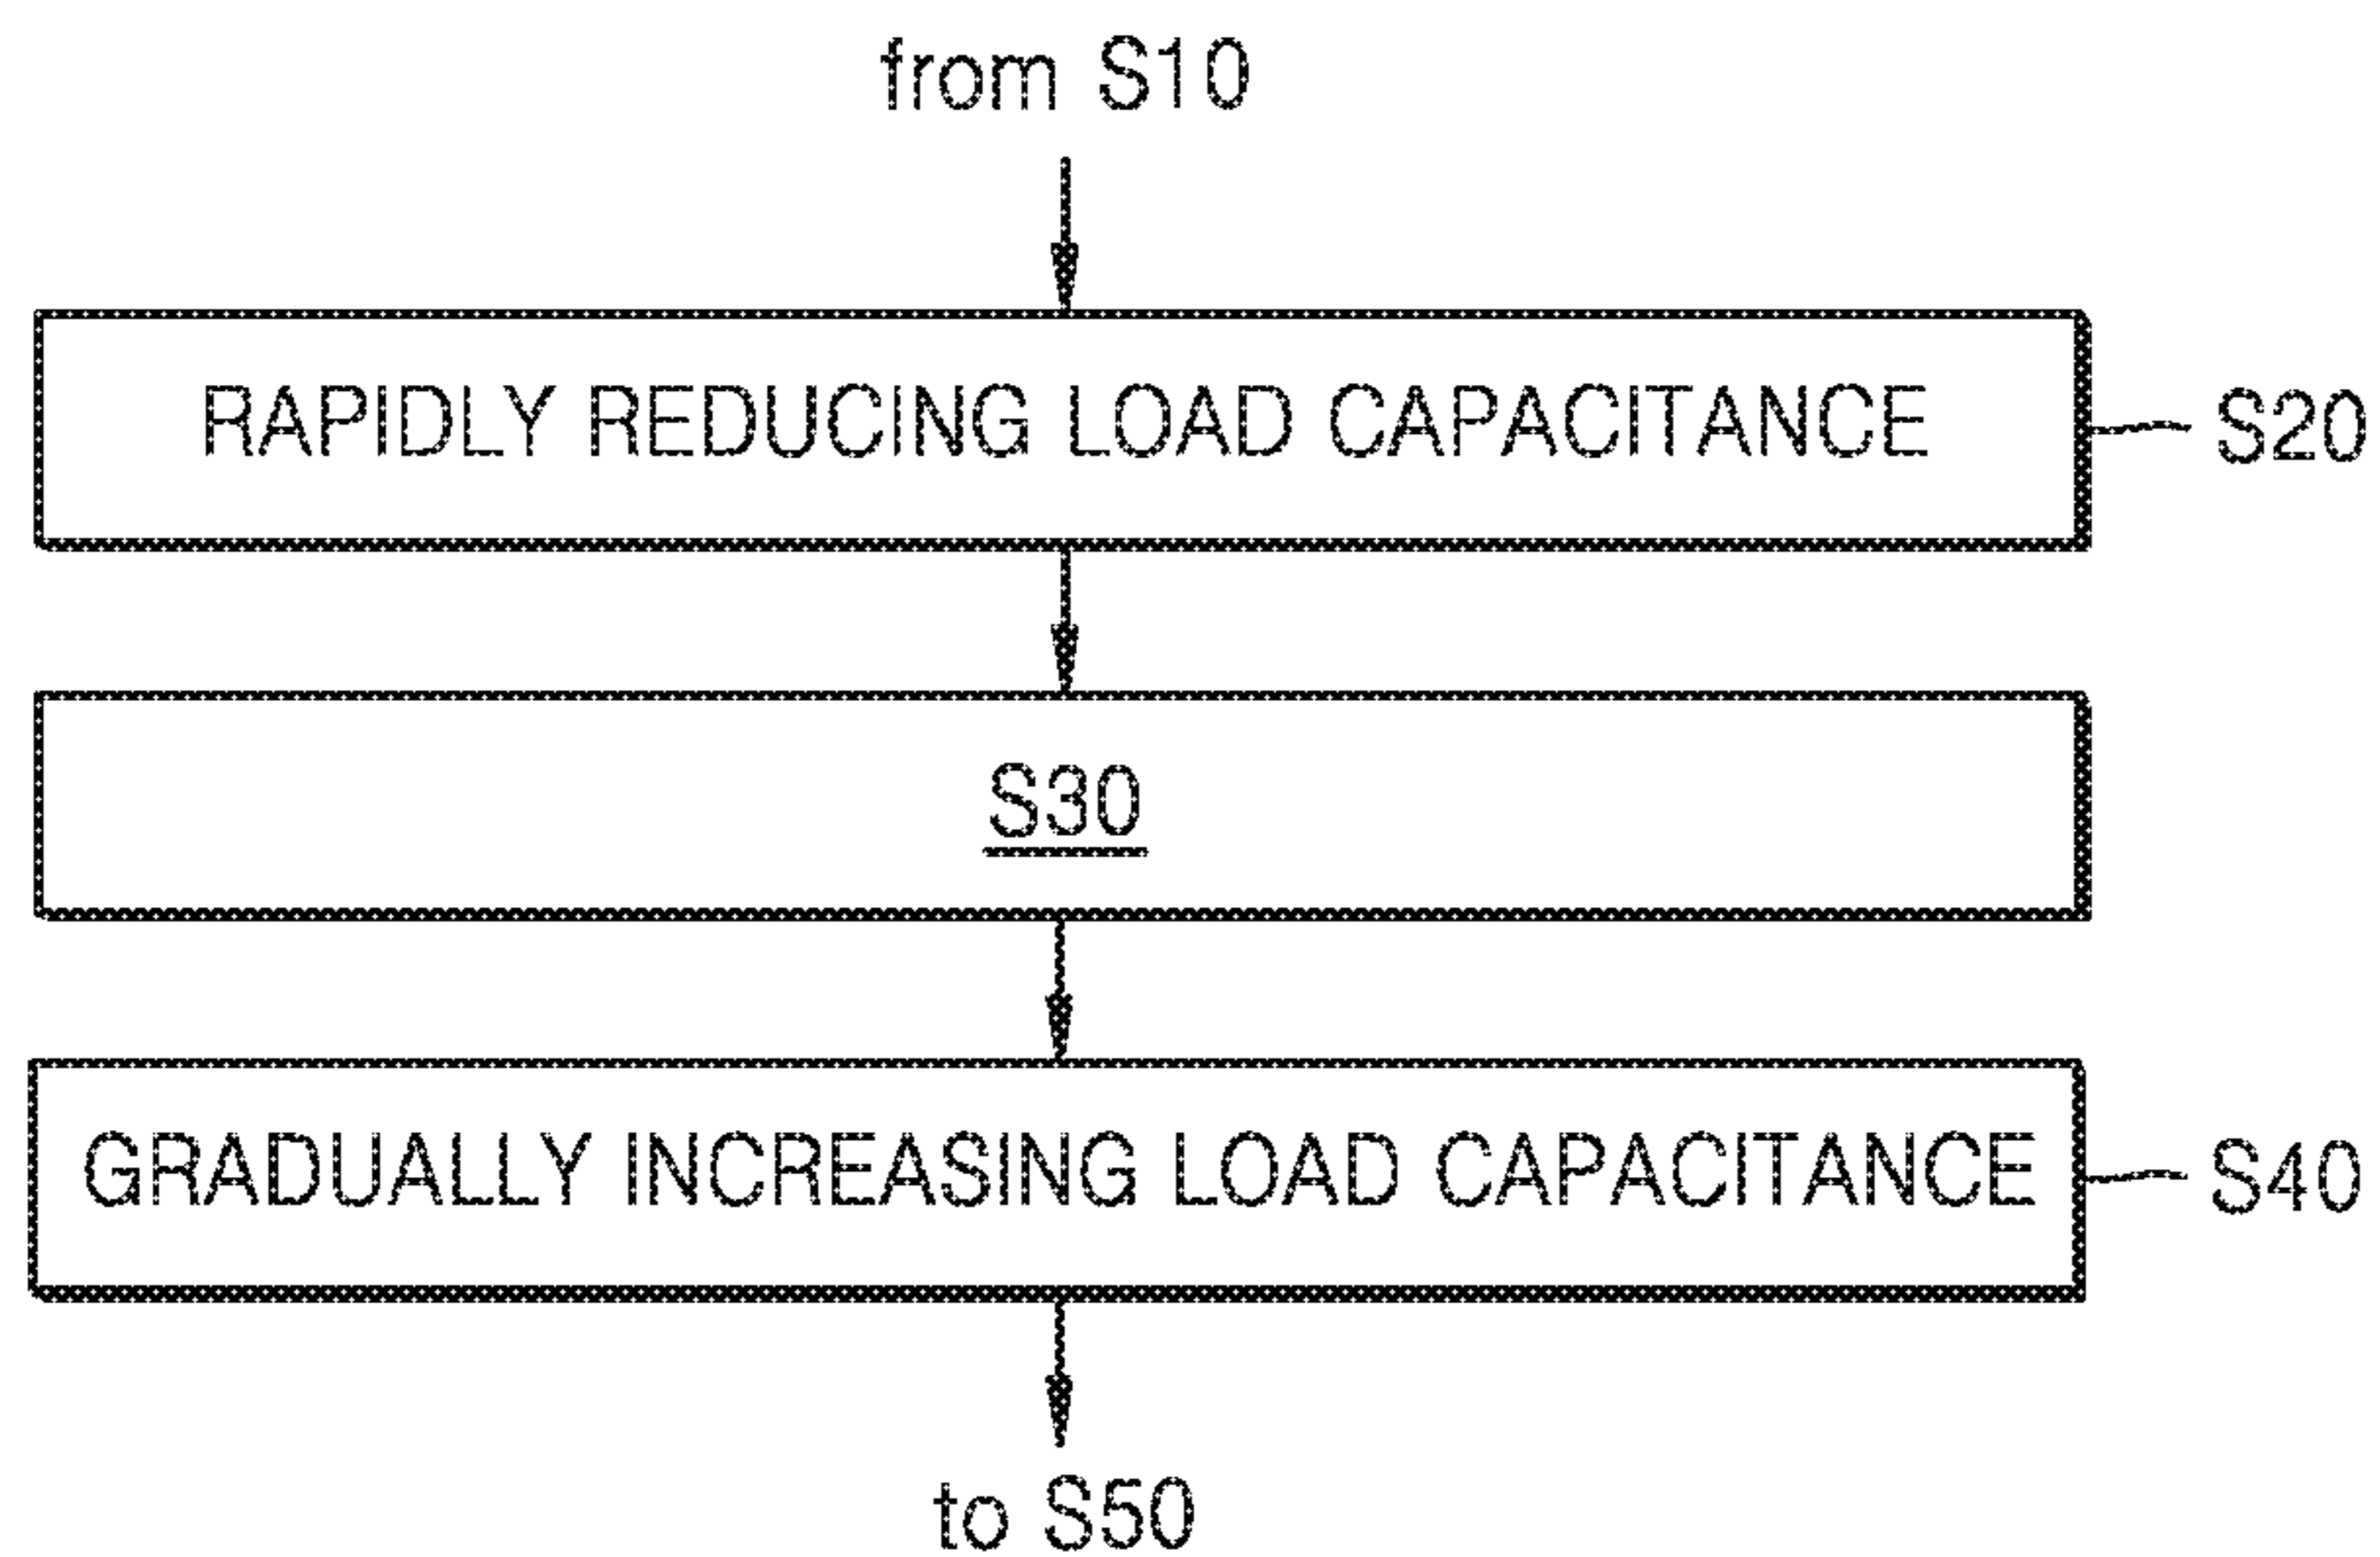 from S10
RAPIDLY REDUCING LOAD CAPACITANCE
S20
S30
GRADUALLY INCREASING LOAD CAPACITANCE
S40
to S50